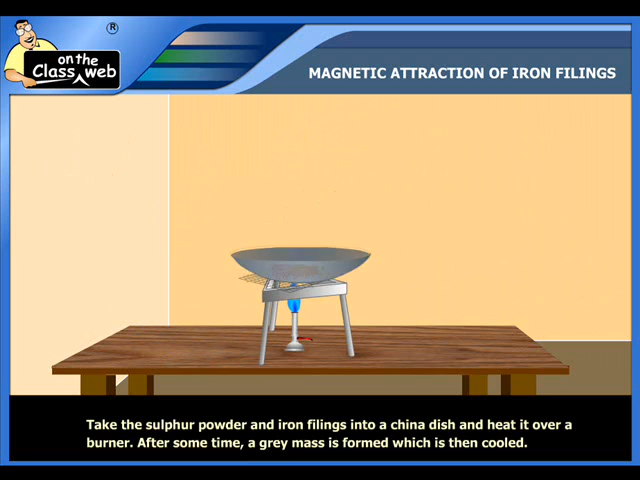 on the
Class web
®
MAGNETIC ATTRACTION OF IRON FILINGS
Take the sulphur powder and iron filings into a china dish and heat it over a
burner. After some time, a grey mass is formed which is then cooled.